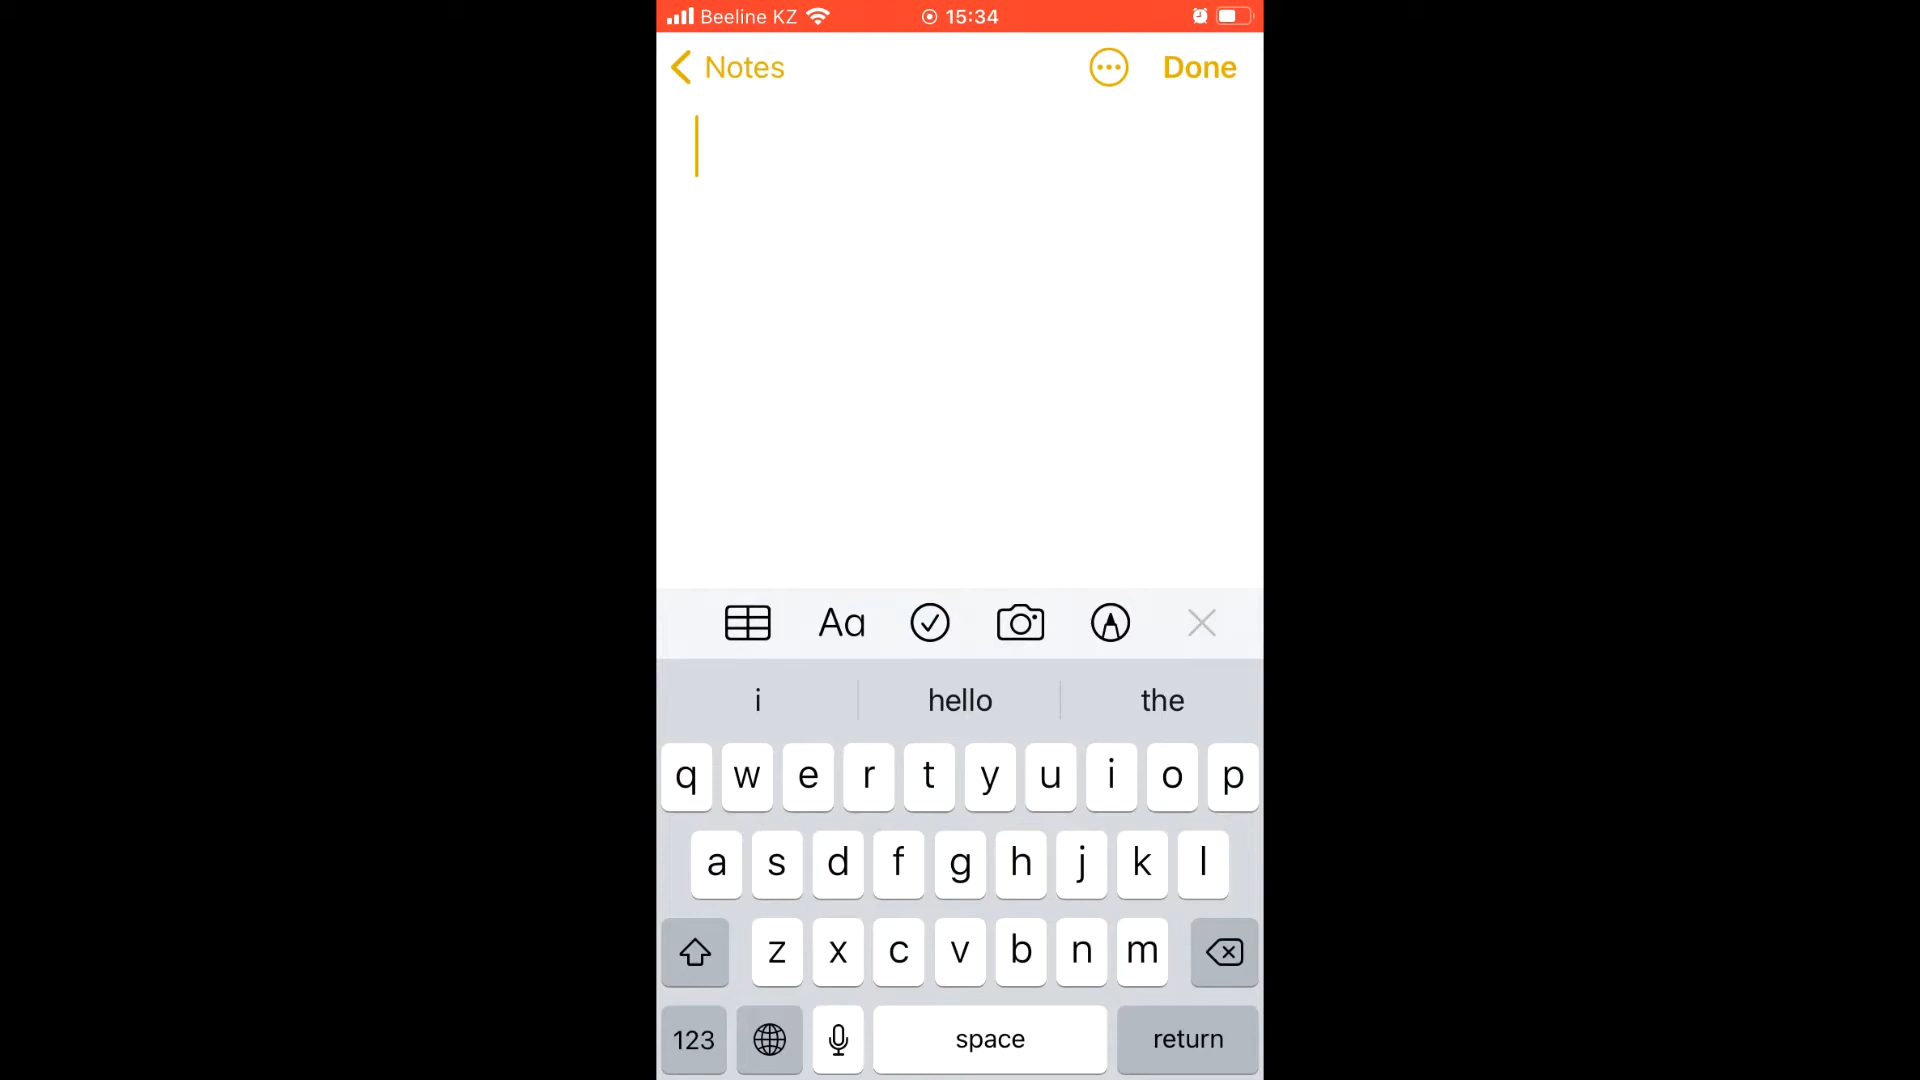 Beeline KZ 15:34
Notes Done
Aa
i hello the
q w e r t y u i o p
a s d f g h j k l
z x c v b n m
123 space return